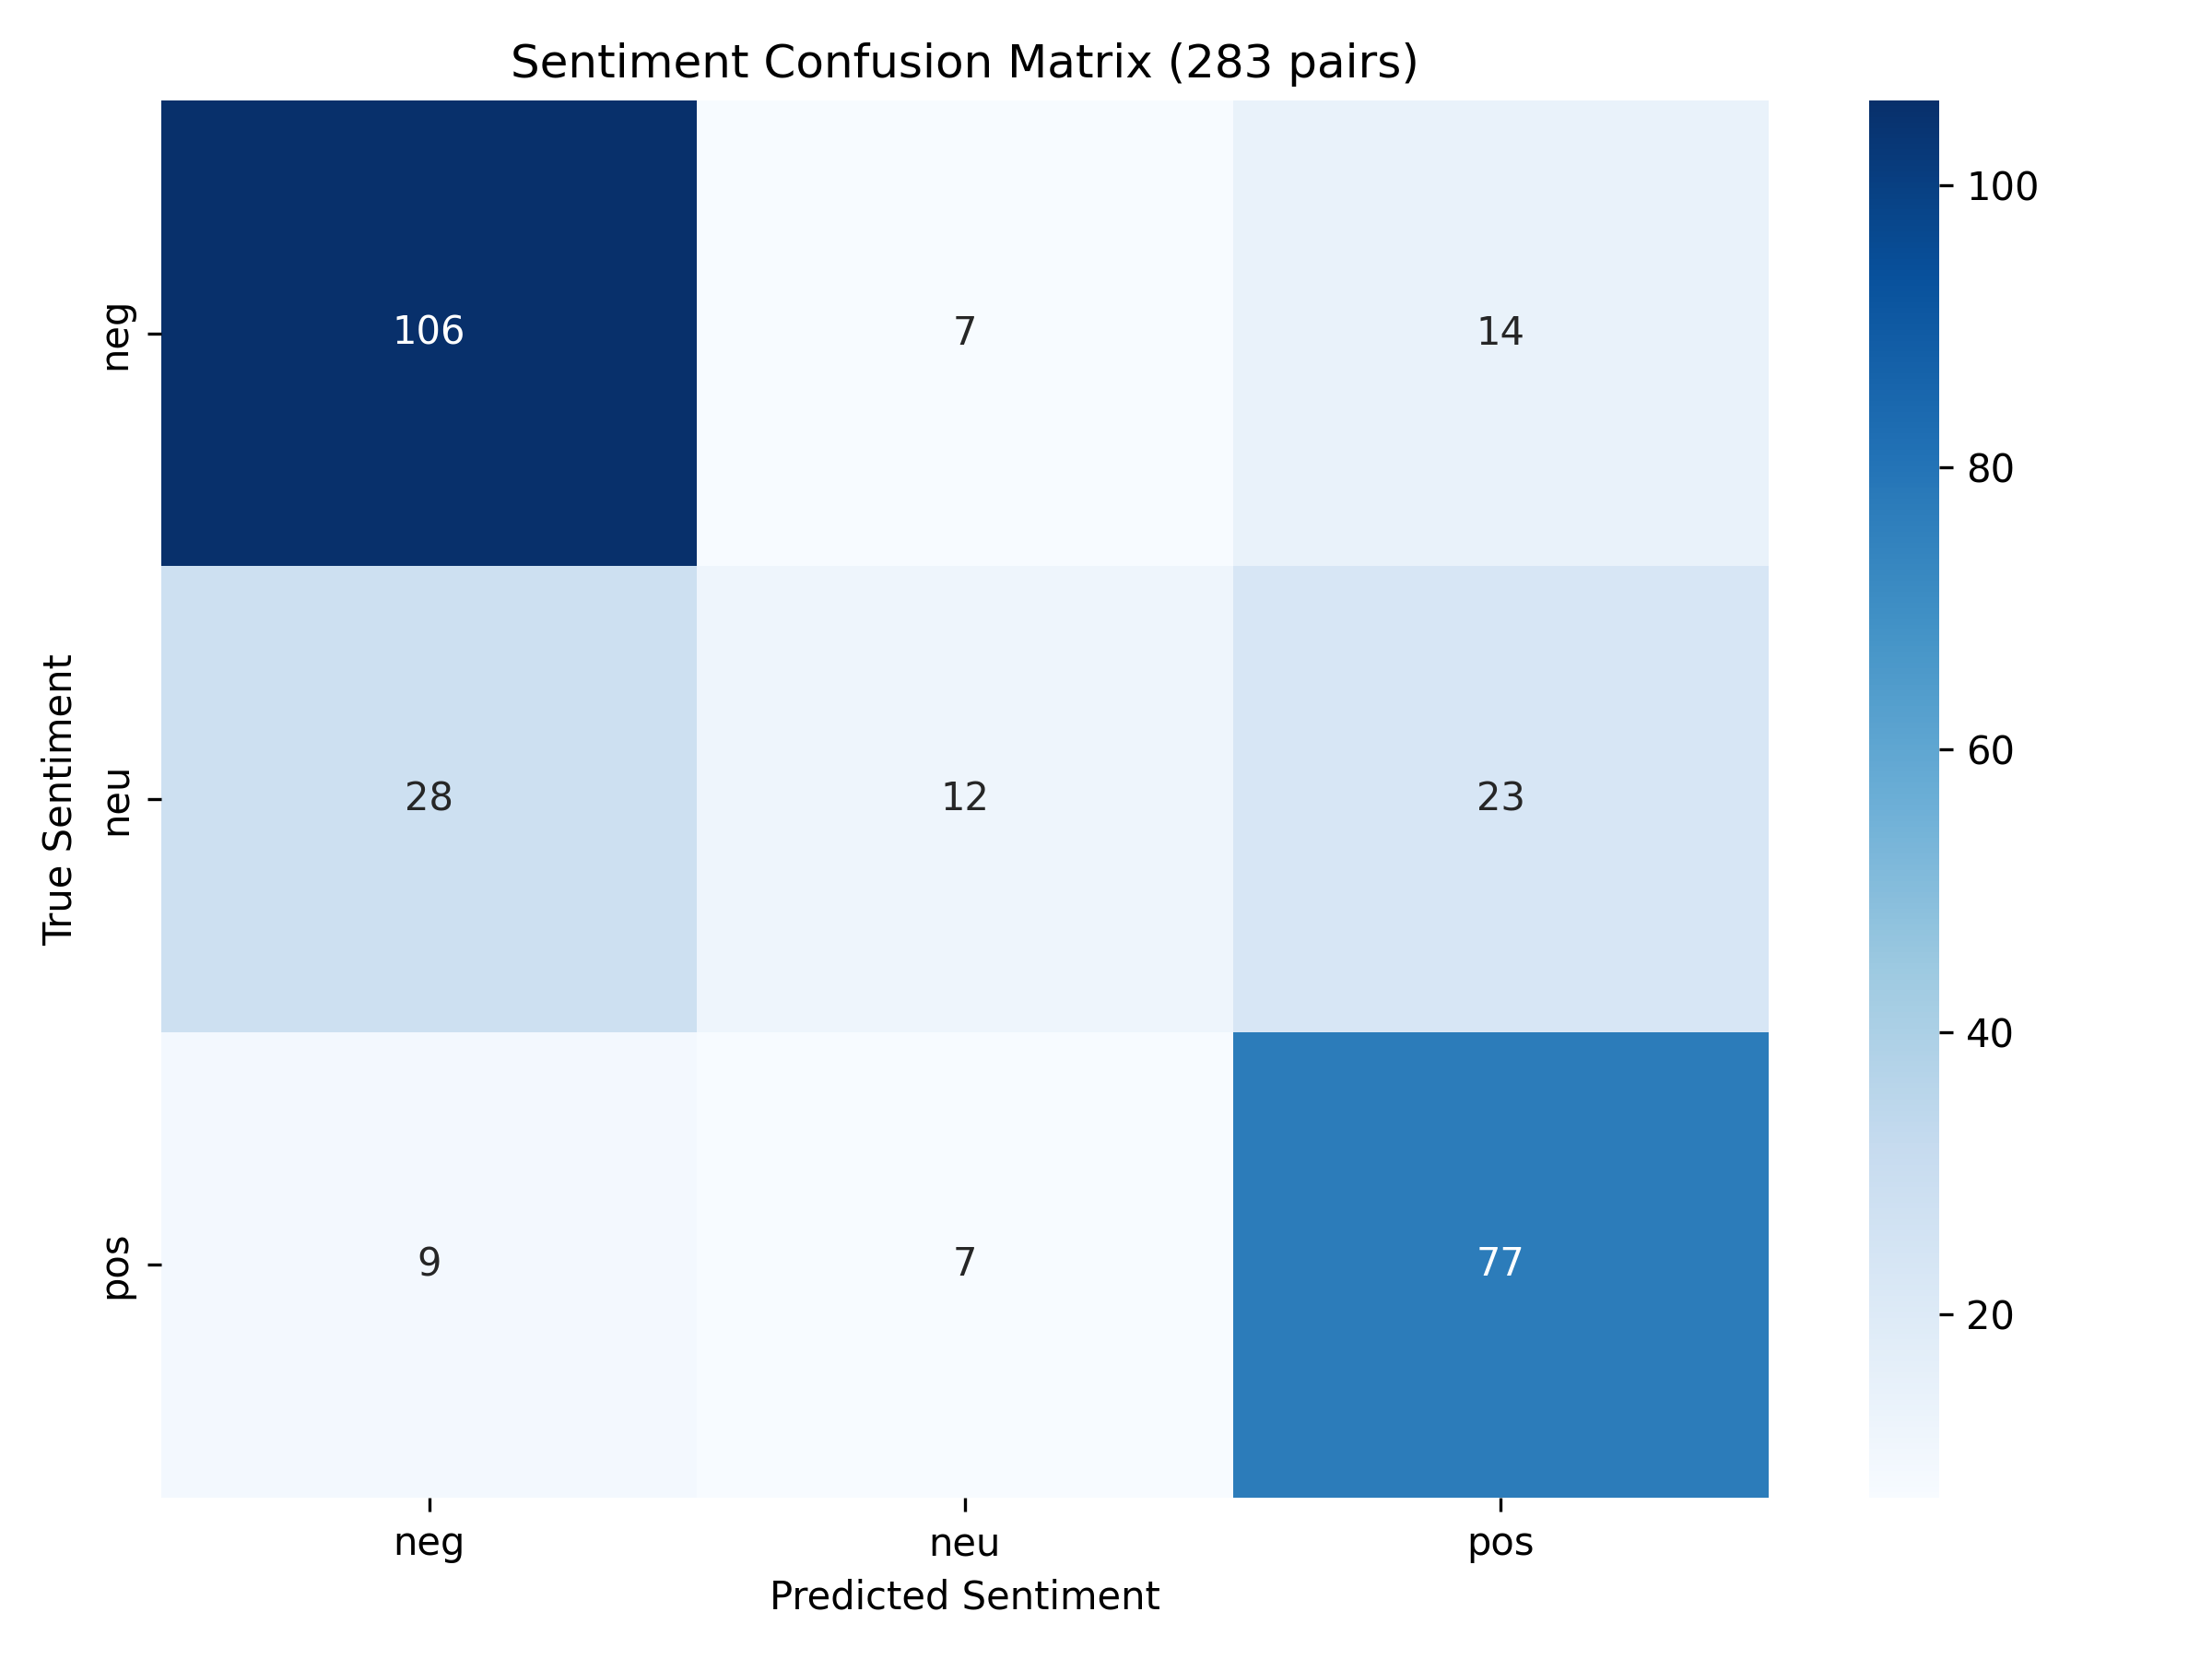 Sentiment Confusion Matrix (283 pairs)
True Sentiment
neg
106
7
14
neu
28
12
23
pos
9
7
77
neg
neu
pos
Predicted Sentiment
100
80
60
40
20